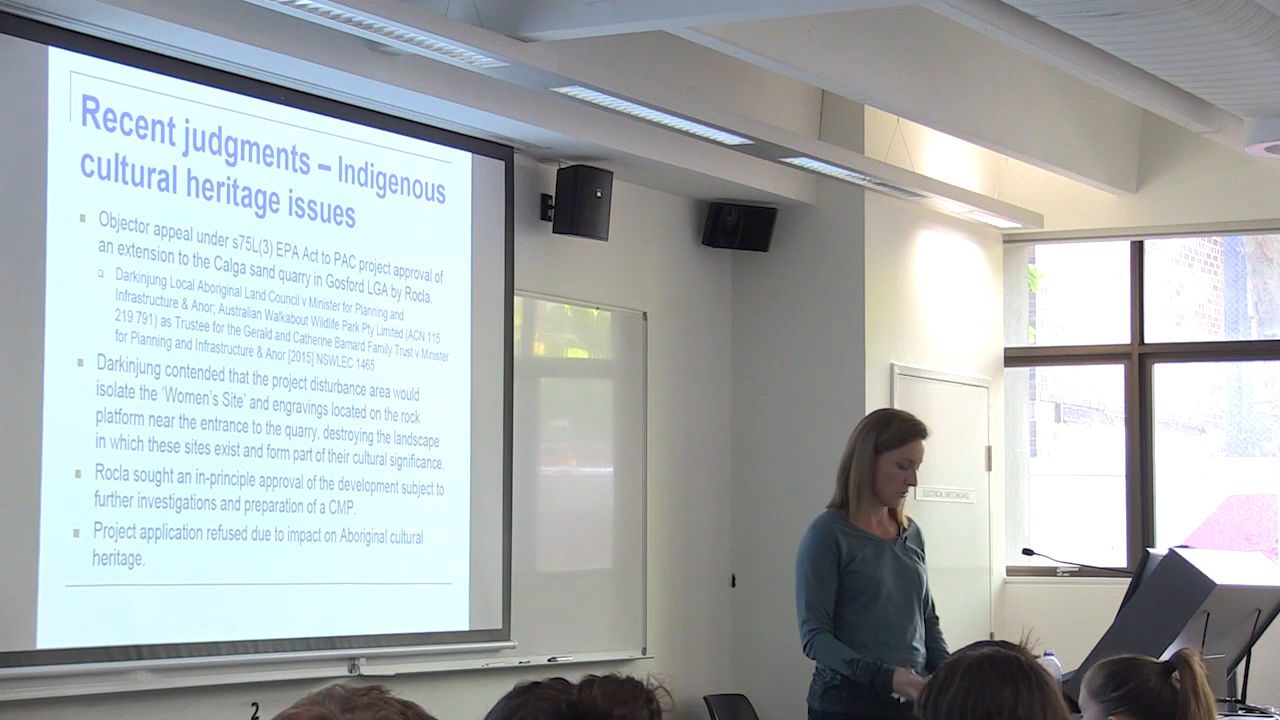 Recent judgments – Indigenous
cultural heritage issues
Objector appeal under s75L(3) EPA Act to PAC project approval of
an extension to the Calga sand quarry in Gosford LGA by Rocla.
Darkinjung Local Aboriginal Land Council v Minister for Planning and
Infrastructure & Anor; Australian Walkabout Wildlife Park Pty Limited (ACN 115
219 791) as Trustee for the Gerald and Catherine Barnard Family Trust v Minister
for Planning and Infrastructure & Anor [2015] NSWLEC 1465
Darkinjung contended that the project disturbance area would
isolate the ‘Women’s Site’ and engravings located on the rock
platform near the entrance to the quarry, destroying the landscape
in which these sites exist and form part of their cultural significance.
Rocla sought an in-principle approval of the development subject to
further investigations and preparation of a CMP.
Project application refused due to impact on Aboriginal cultural
heritage.
ELECTRICAL SWITCHBOARD
2